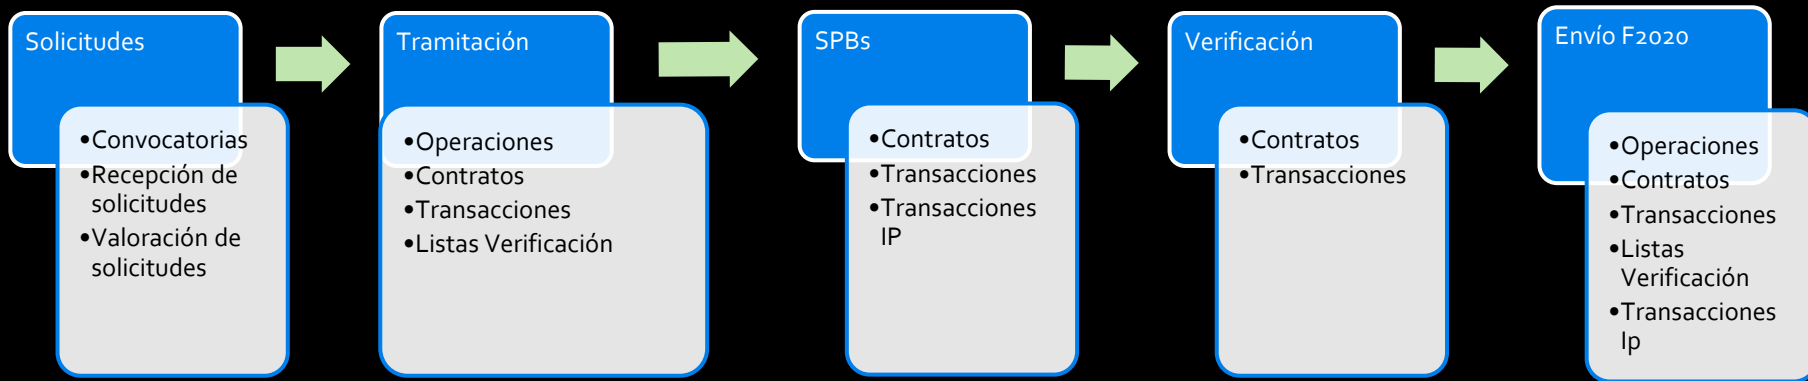 Solicitudes
•Convocatorias
•Recepción de
solicitudes
•Valoración de
solicitudes
Tramitación
•Operaciones
•Contratos
•Transacciones
•Listas Verificación
SPBs
•Contratos
•Transacciones
•Transacciones
IP
Verificación
•Contratos
•Transacciones
Envío F2020
•Operaciones
•Contratos
•Transacciones
•Listas
Verificación
•Transacciones
Ip